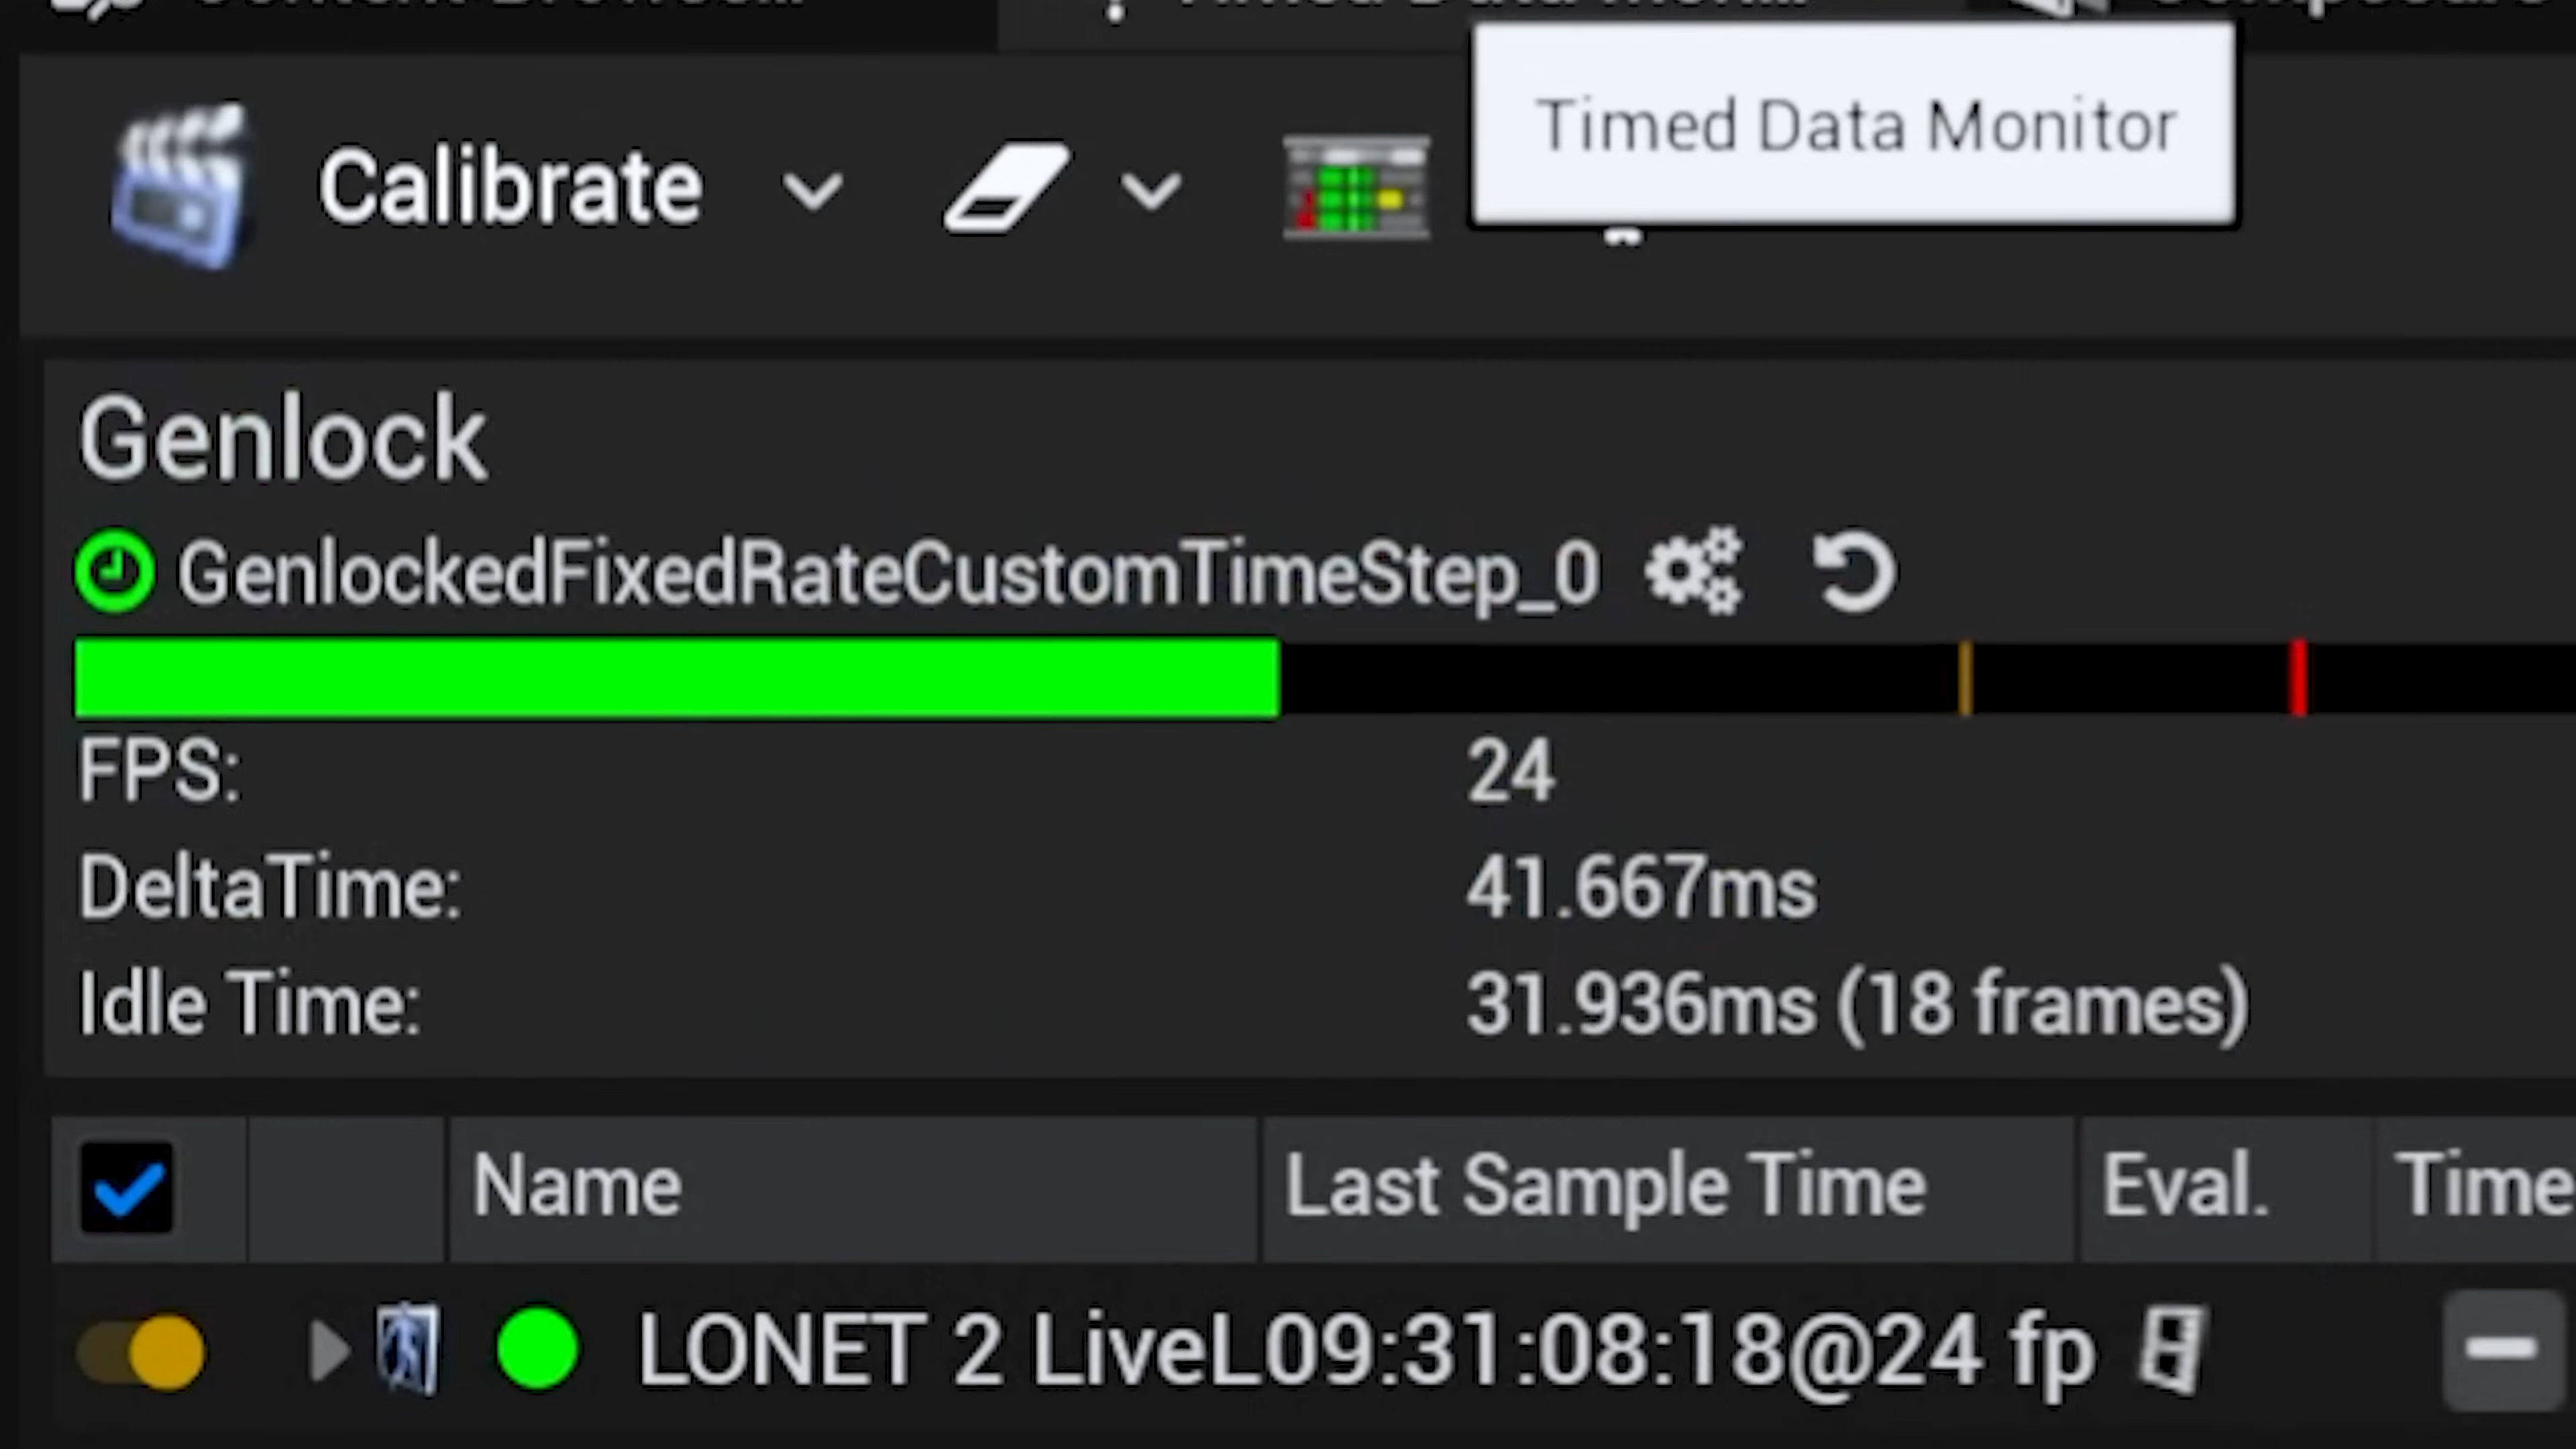 Timed Data Monitor
Calibrate
Genlock
GenlockedFixedRateCustomTimeStep_0
FPS: 24
DeltaTime: 41.667ms
Idle Time: 31.936ms (18 frames)
Name Last Sample Time Eval. Time
LONET 2 LiveL09:31:08:18@24 fp